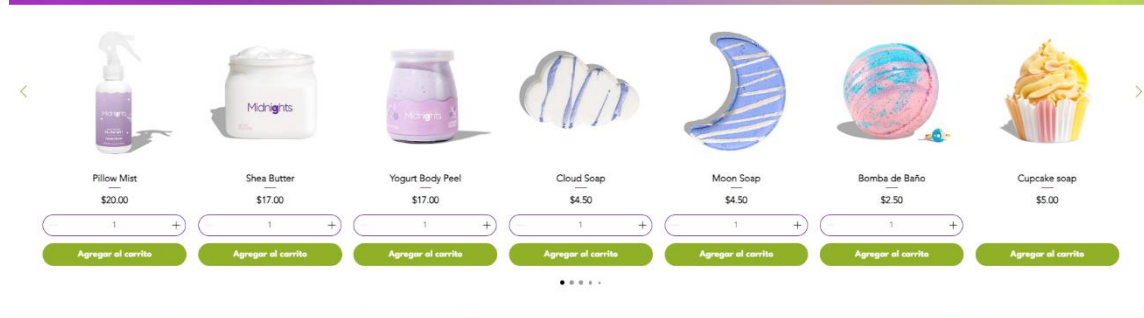 Midnights
Midnights
Midnights
Pillow Mist
$20.00
1
Agregar al carrito
Shea Butter
$17.00
1
Agregar al carrito
Yogurt Body Peel
$17.00
1
Agregar al carrito
Cloud Soap
$4.50
1
Agregar al carrito
Moon Soap
$4.50
1
Agregar al carrito
Bomba de Baño
$2.50
1
Agregar al carrito
Cupcake soap
$5.00
Agregar al carrito